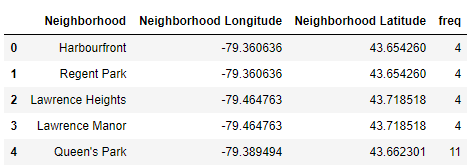 Neighborhood Neighborhood Longitude Neighborhood Latitude freq
0 Harbourfront -79.360636 43.654260 4
1 Regent Park -79.360636 43.654260 4
2 Lawrence Heights -79.464763 43.718518 4
3 Lawrence Manor -79.464763 43.718518 4
4 Queen's Park -79.389494 43.662301 11